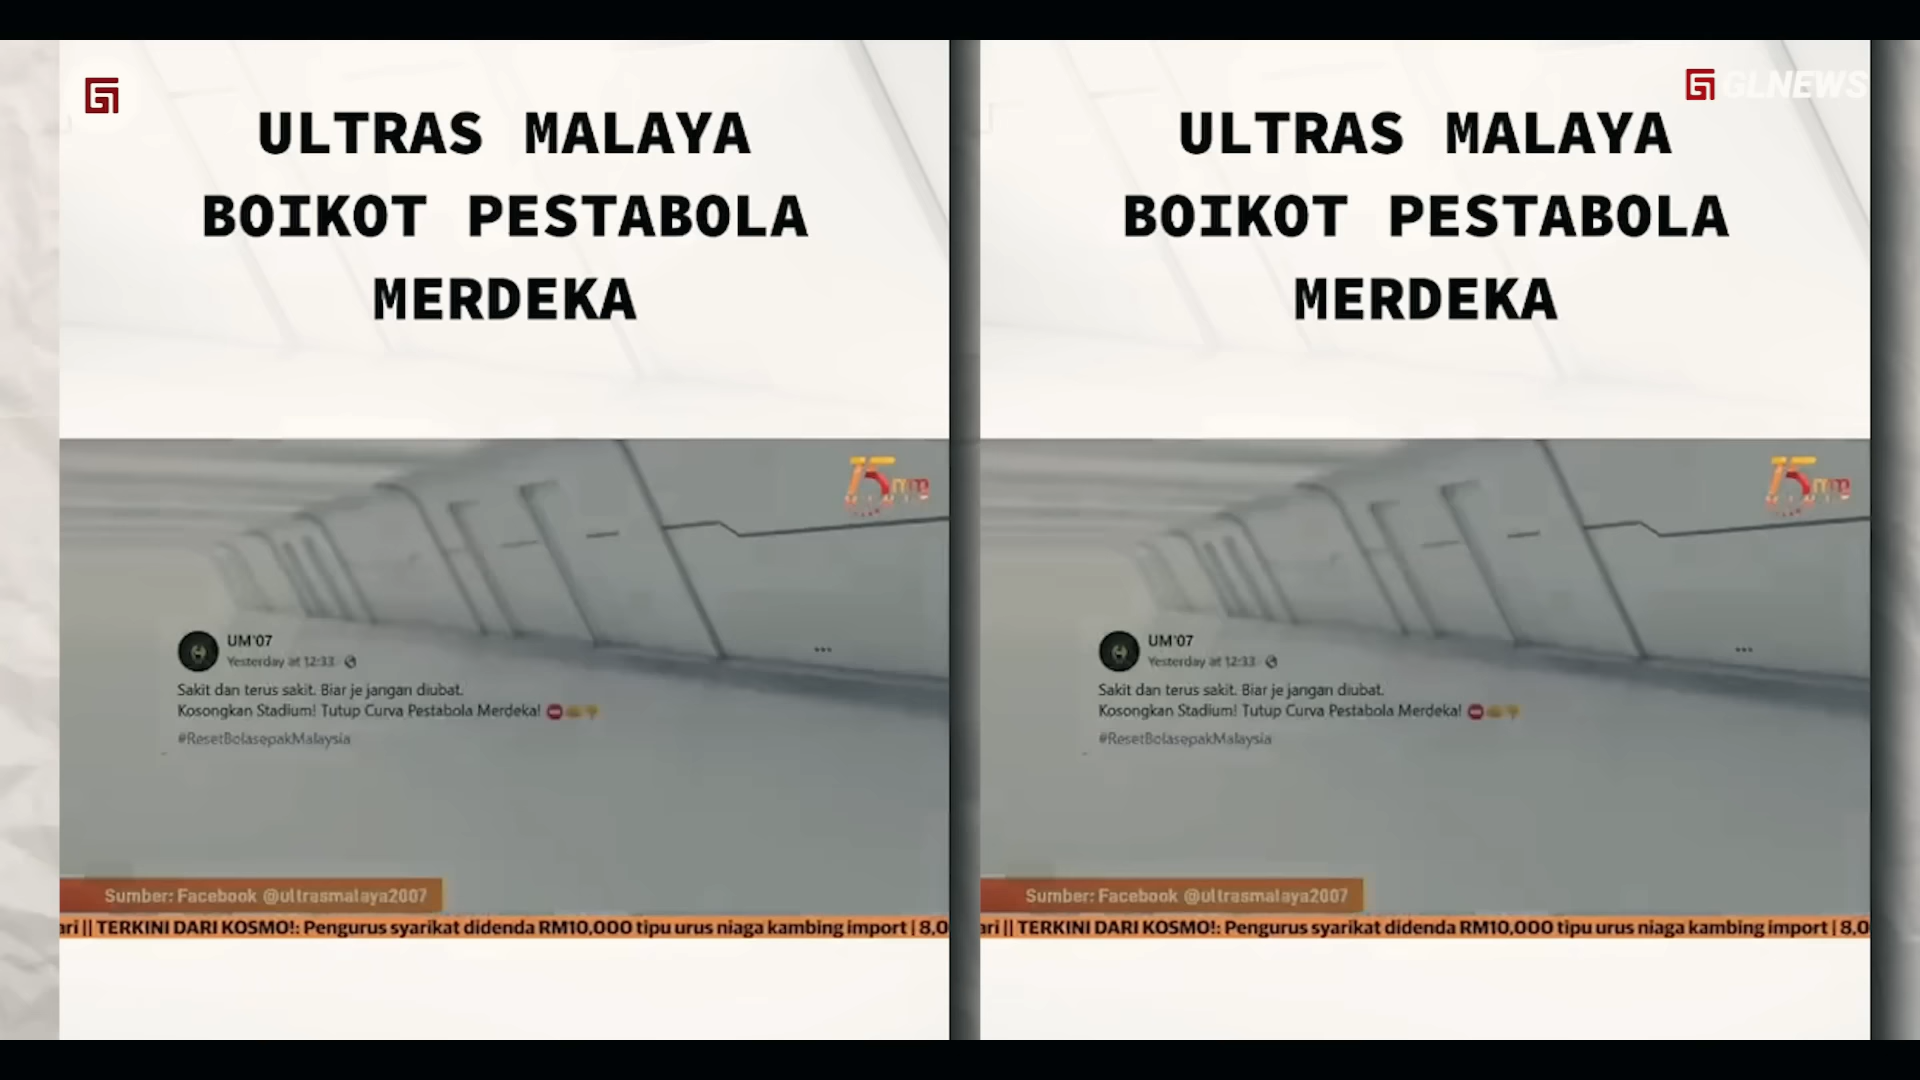 ULTRAS MALAYA
BOIKOT PESTABOLA
MERDEKA
UM'07
Yesterday at 12:33
Sakit dan terus sakit. Biar je jangan diubat.
Kosongkan Stadium! Tutup Curva Pestabola Merdeka! ⛔
#ResetBolasepakMalaysia
Sumber: Facebook @ultrasmalaya2007
ari || TERKINI DARI KOSMO!: Pengurus syarikat didenda RM10,000 tipu urus niaga kambing import | 8,0
GLNEWS
ULTRAS MALAYA
BOIKOT PESTABOLA
MERDEKA
UM'07
Yesterday at 12:33
Sakit dan terus sakit. Biar je jangan diubat.
Kosongkan Stadium! Tutup Curva Pestabola Merdeka! ⛔
#ResetBolasepakMalaysia
Sumber: Facebook @ultrasmalaya2007
ari || TERKINI DARI KOSMO!: Pengurus syarikat didenda RM10,000 tipu urus niaga kambing import | 8,0